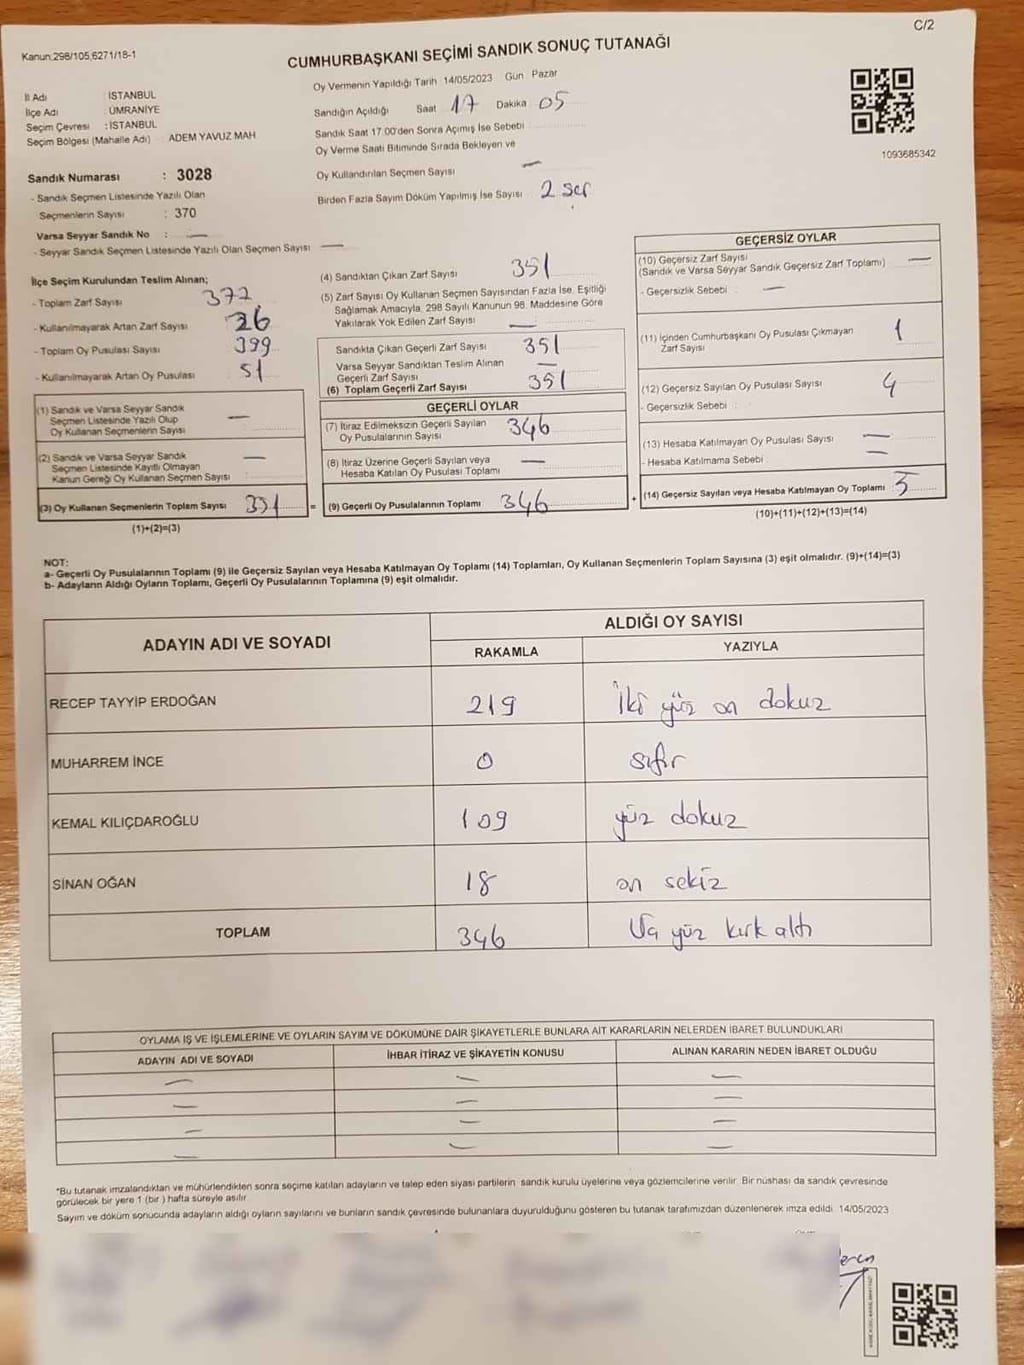 C/2
Kanun,298/105,6271/18-1
CUMHURBAŞKANI SEÇİMİ SANDIK SONUÇ TUTANAĞI
İl Adı : İSTANBUL
İlçe Adı : ÜMRANİYE
Seçim Çevresi : İSTANBUL
Seçim Bölgesi (Mahalle Adı) : ADEM YAVUZ MAH
Sandık Numarası : 3028
- Sandık Seçmen Listesinde Yazılı Olan
Seçmenlerin Sayısı : 370
Varsa Seyyar Sandık No : —
- Seyyar Sandık Seçmen Listesinde Yazılı Olan Seçmen Sayısı —
Oy Vermenin Yapıldığı Tarih 14/05/2023 Gün Pazar
Sandığın Açıldığı Saat 17 Dakika 05
Sandık Saat 17.00'den Sonra Açımış İse Sebebi
Oy Verme Saati Bitiminde Sırada Bekleyen ve
Oy Kullandırılan Seçmen Sayısı —
Birden Fazla Sayım Döküm Yapılmış İse Sayısı 2 sefer
1093685342
İlçe Seçim Kurulundan Teslim Alınan;
- Toplam Zarf Sayısı 372
- Kullanılmayarak Artan Zarf Sayısı 26
- Toplam Oy Pusulası Sayısı 399
- Kullanılmayarak Artan Oy Pusulası 51
(1) Sandık ve Varsa Seyyar Sandık
Seçmen Listesinde Yazılı Olup
Oy Kullanan Seçmenlerin Sayısı —
(2) Sandık ve Varsa Seyyar Sandık
Seçmen Listesinde Kayıtlı Olmayan
Kanun Gereği Oy Kullanan Seçmen Sayısı —
(3) Oy Kullanan Seçmenlerin Toplam Sayısı 351 =
(1)+(2)=(3)
(4) Sandıktan Çıkan Zarf Sayısı 351
(5) Zarf Sayısı Oy Kullanan Seçmen Sayısından Fazla İse, Eşitliği
Sağlamak Amacıyla, 298 Sayılı Kanunun 98. Maddesine Göre
Yakılarak Yok Edilen Zarf Sayısı —
Sandıkta Çıkan Geçerli Zarf Sayısı 351
Varsa Seyyar Sandıktan Teslim Alınan
Geçerli Zarf Sayısı —
(6) Toplam Geçerli Zarf Sayısı 351
GEÇERLİ OYLAR
(7) İtiraz Edilmeksizin Geçerli Sayılan
Oy Pusulalarının Sayısı 346
(8) İtiraz Üzerine Geçerli Sayılan veya
Hesaba Katılan Oy Pusulası Toplamı —
(9) Geçerli Oy Pusulalarının Toplamı 346 +
GEÇERSİZ OYLAR
(10) Geçersiz Zarf Sayısı
(Sandık ve Varsa Seyyar Sandık Geçersiz Zarf Toplamı) —
- Geçersizlik Sebebi : —
(11) İçinden Cumhurbaşkanı Oy Pusulası Çıkmayan
Zarf Sayısı 1
(12) Geçersiz Sayılan Oy Pusulası Sayısı 4
- Geçersizlik Sebebi :
(13) Hesaba Katılmayan Oy Pusulası Sayısı —
- Hesaba Katılmama Sebebi : —
(14) Geçersiz Sayılan veya Hesaba Katılmayan Oy Toplamı : 5
(10)+(11)+(12)+(13)=(14)
NOT:
a- Geçerli Oy Pusulalarının Toplamı (9) ile Geçersiz Sayılan veya Hesaba Katılmayan Oy Toplamı (14) Toplamları, Oy Kullanan Seçmenlerin Toplam Sayısına (3) eşit olmalıdır. (9)+(14)=(3)
b- Adayların Aldığı Oyların Toplamı, Geçerli Oy Pusulalarının Toplamına (9) eşit olmalıdır.
ADAYIN ADI VE SOYADI
ALDIĞI OY SAYISI
RAKAMLA YAZIYLA
RECEP TAYYİP ERDOĞAN 219 İki yüz on dokuz
MUHARREM İNCE 0 sıfır
KEMAL KILIÇDAROĞLU 109 yüz dokuz
SİNAN OĞAN 18 on sekiz
TOPLAM 346 Üç yüz kırk altı
OYLAMA İŞ VE İŞLEMLERİNE VE OYLARIN SAYIM VE DÖKÜMÜNE DAİR ŞİKAYETLERLE BUNLARA AİT KARARLARIN NELERDEN İBARET BULUNDUKLARI
ADAYIN ADI VE SOYADI İHBAR İTİRAZ VE ŞİKAYETİN KONUSU ALINAN KARARIN NEDEN İBARET OLDUĞU
— — —
— — —
— — —
— — —
*Bu tutanak imzalandıktan ve mühürlendikten sonra seçime katılan adayların ve talep eden siyasi partilerin sandık kurulu üyelerine veya gözlemcilerine verilir. Bir nüshası da sandık çevresinde
görülecek bir yere 1 (bir ) hafta süreyle asılır.
Sayım ve döküm sonucunda adayların aldığı oyların sayılarını ve bunların sandık çevresinde bulunanlara duyurulduğunu gösteren bu tutanak tarafımızdan düzenlenerek imza edildi. 14/05/2023